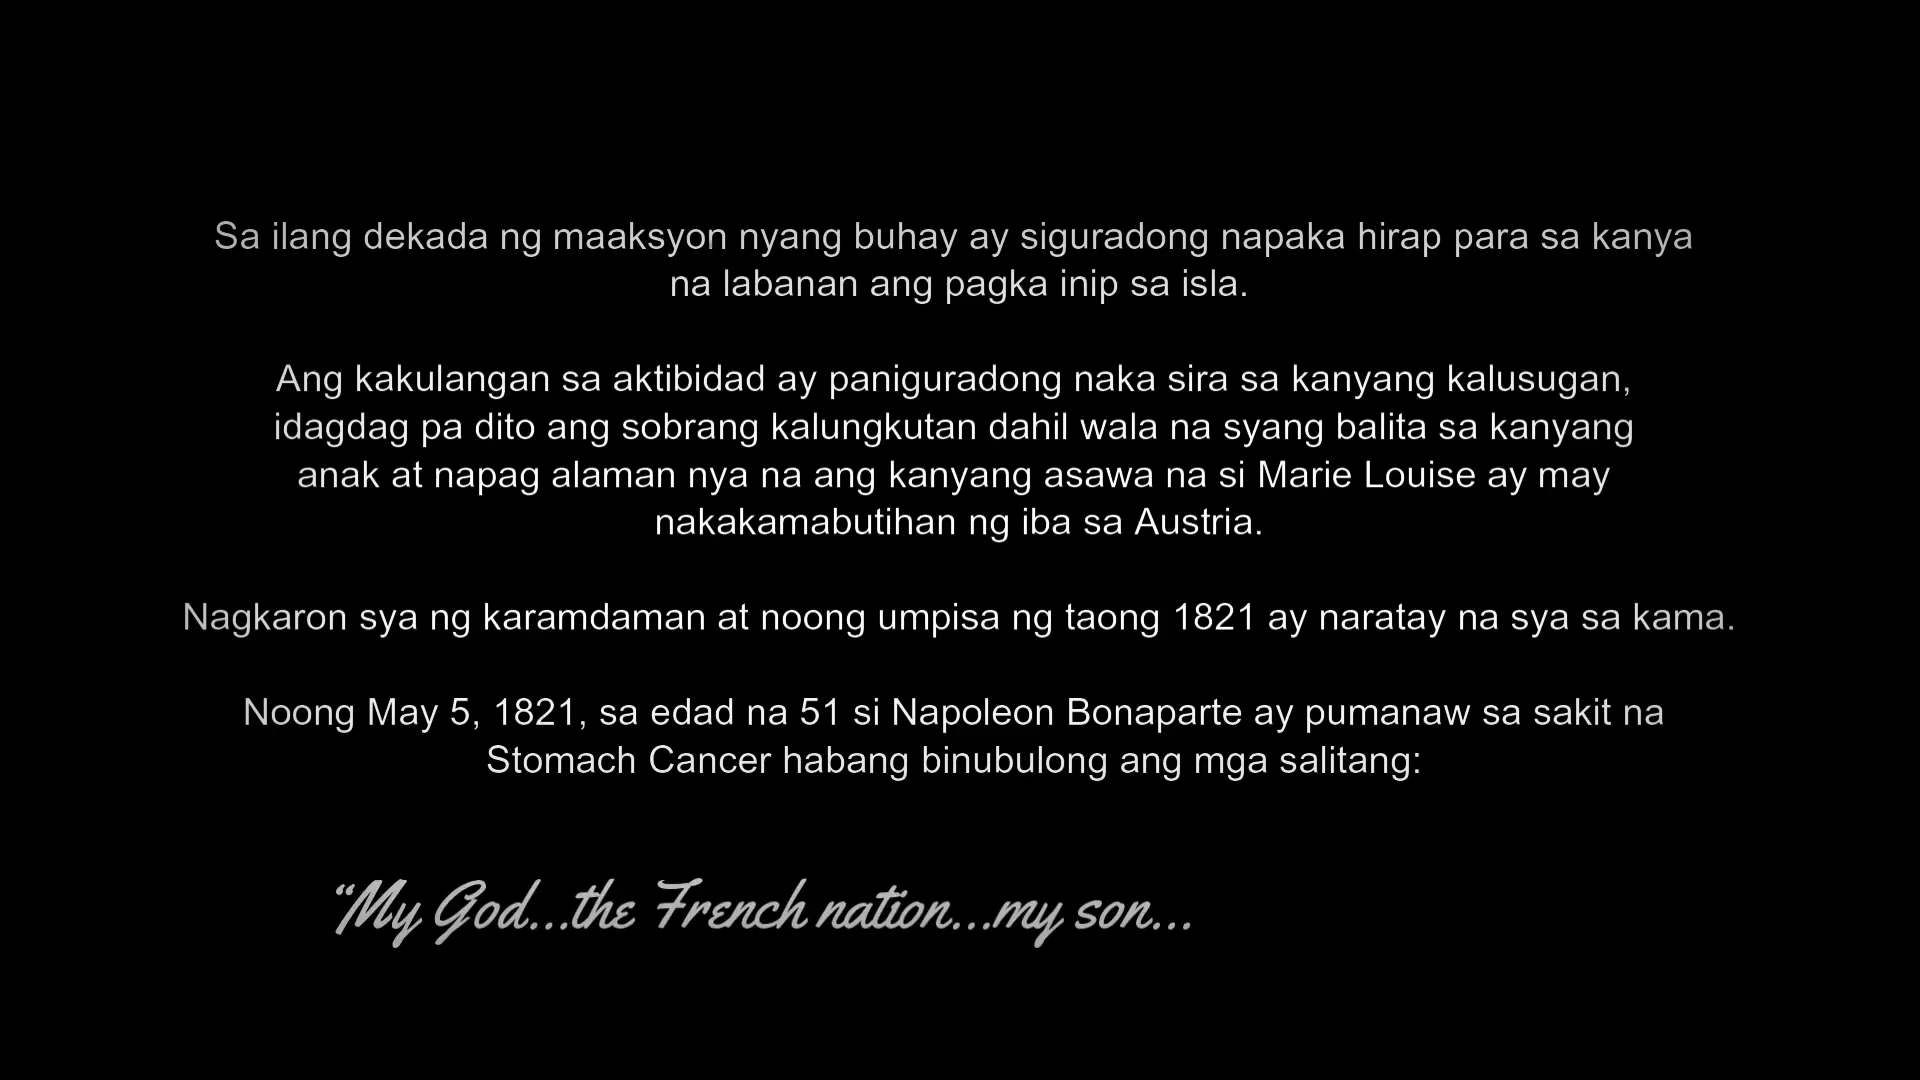 Sa ilang dekada ng maaksyon nyang buhay ay siguradong napaka hirap para sa kanya
na labanan ang pagka inip sa isla.
Ang kakulangan sa aktibidad ay paniguradong naka sira sa kanyang kalusugan,
idagdag pa dito ang sobrang kalungkutan dahil wala na syang balita sa kanyang
anak at napag alaman nya na ang kanyang asawa na si Marie Louise ay may
nakakamabutihan ng iba sa Austria.
Nagkaron sya ng karamdaman at noong umpisa ng taong 1821 ay naratay na sya sa kama.
Noong May 5, 1821, sa edad na 51 si Napoleon Bonaparte ay pumanaw sa sakit na
Stomach Cancer habang binubulong ang mga salitang:
“My God...the French nation...my son...